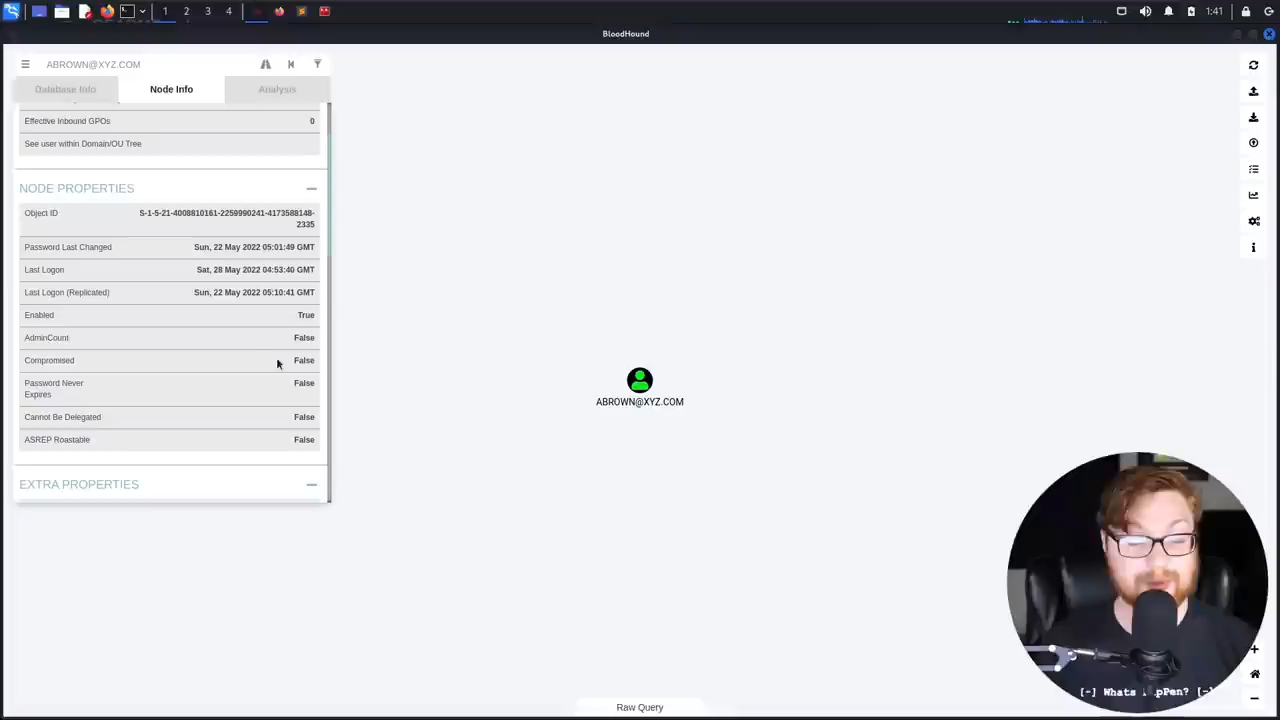 1 2 3 4
1:41
BloodHound
ABROWN@XYZ.COM
Database Info Node Info Analysis
Effective Inbound GPOs 0
See user within Domain/OU Tree
NODE PROPERTIES
Object ID S-1-5-21-4008810161-2259990241-4173588148-
2335
Password Last Changed Sun, 22 May 2022 05:01:49 GMT
Last Logon Sat, 28 May 2022 04:53:40 GMT
Last Logon (Replicated) Sun, 22 May 2022 05:10:41 GMT
Enabled True
AdminCount False
Compromised False
Password Never False
Expires
Cannot Be Delegated False
ASREP Roastable False
EXTRA PROPERTIES
ABROWN@XYZ.COM
[-] Whats
Raw Query